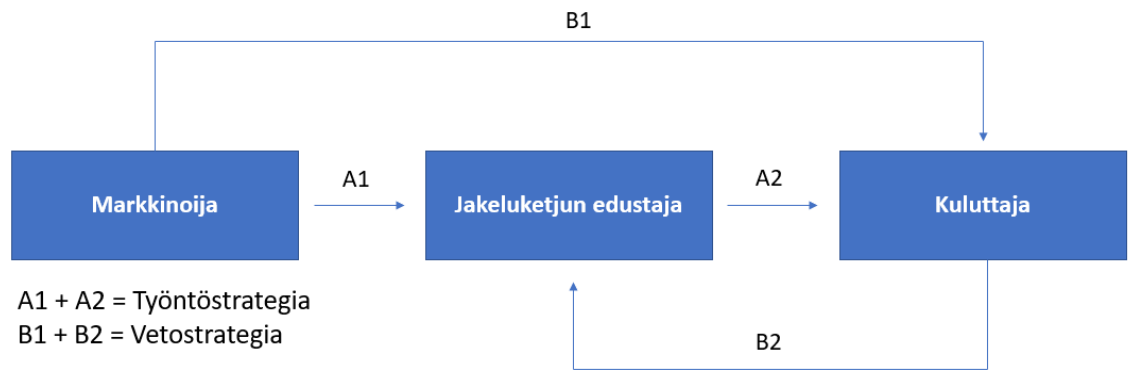 B1
A1
A2
Markkinoija
Jakeluketjun edustaja
Kuluttaja
A1 + A2 = Työntöstrategia
B1 + B2 = Vetostrategia
B2